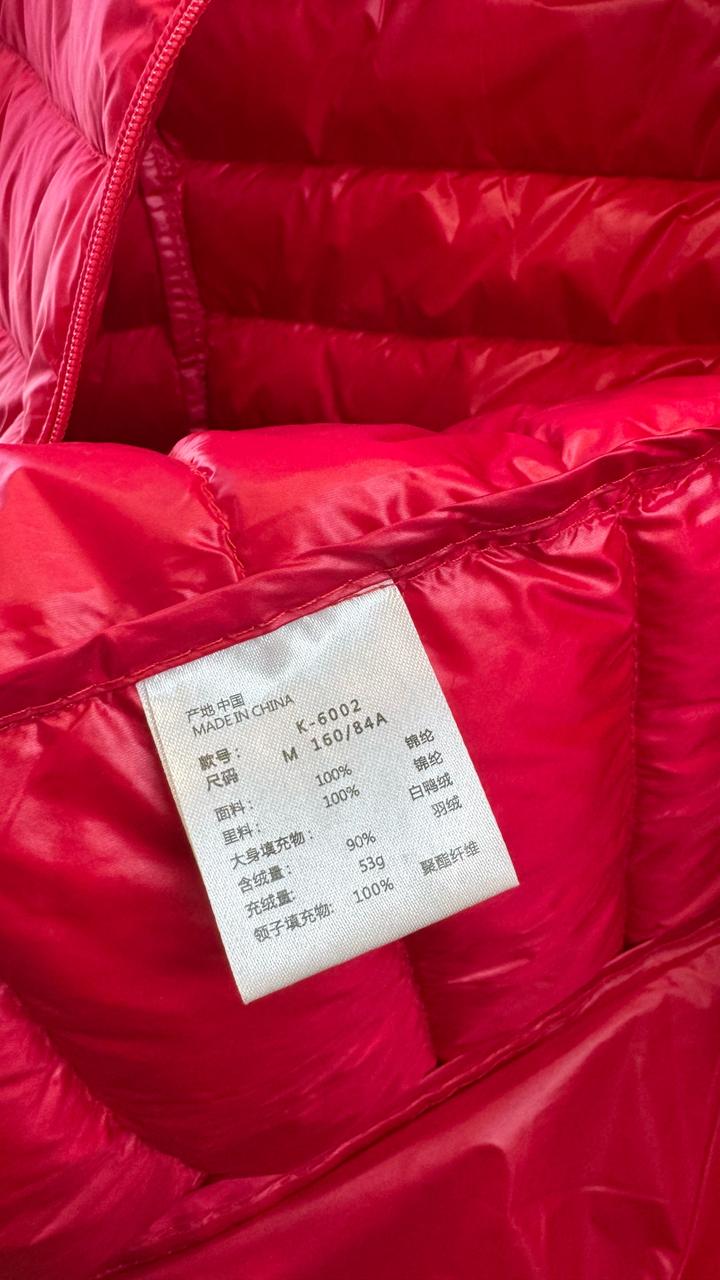 产地 中国
MADE IN CHINA
款号： K-6002
尺码 M 160/84A
面料： 100% 锦纶
里料： 100% 锦纶
大身填充物： 白鸭绒
含绒量： 90% 羽绒
充绒量: 53g
领子填充物: 100% 聚酯纤维